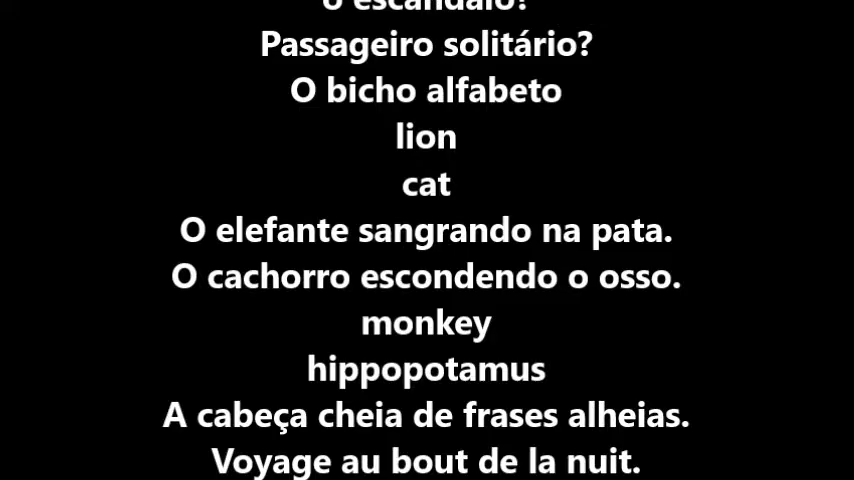 o escândalo?
Passageiro solitário?
O bicho alfabeto
lion
cat
O elefante sangrando na pata.
O cachorro escondendo o osso.
monkey
hippopotamus
A cabeça cheia de frases alheias.
Voyage au bout de la nuit.